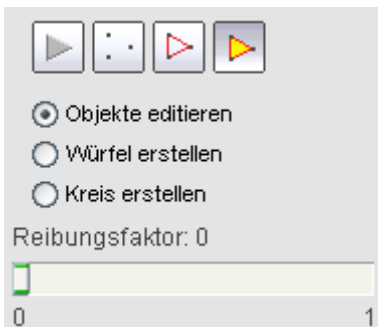 Objekte editieren
Würfel erstellen
Kreis erstellen
Reibungsfaktor: 0
0 1